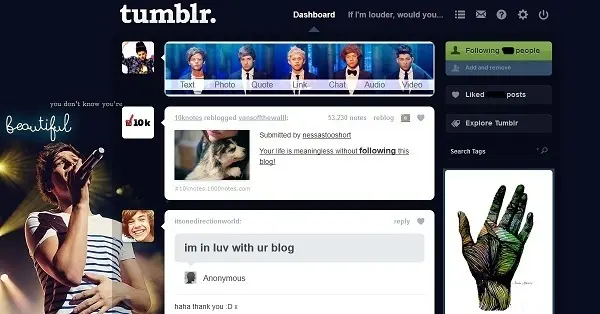 tumblr.
Dashboard
If I'm louder, would you...
Following people
Add and remove
Text Photo Quote Link Chat Audio Video
you don't know you're
beautiful
10k
10knotes reblogged vansoffthewalll:
53,230 notes reblog
Liked posts
Submitted by nessastooshort
Explore Tumblr
Your life is meaningless without following this
blog!
Search Tags
#10knotes.1000notes.com
itsonedirectionworld:
reply
im in luv with ur blog
Anonymous
haha thank you :D x